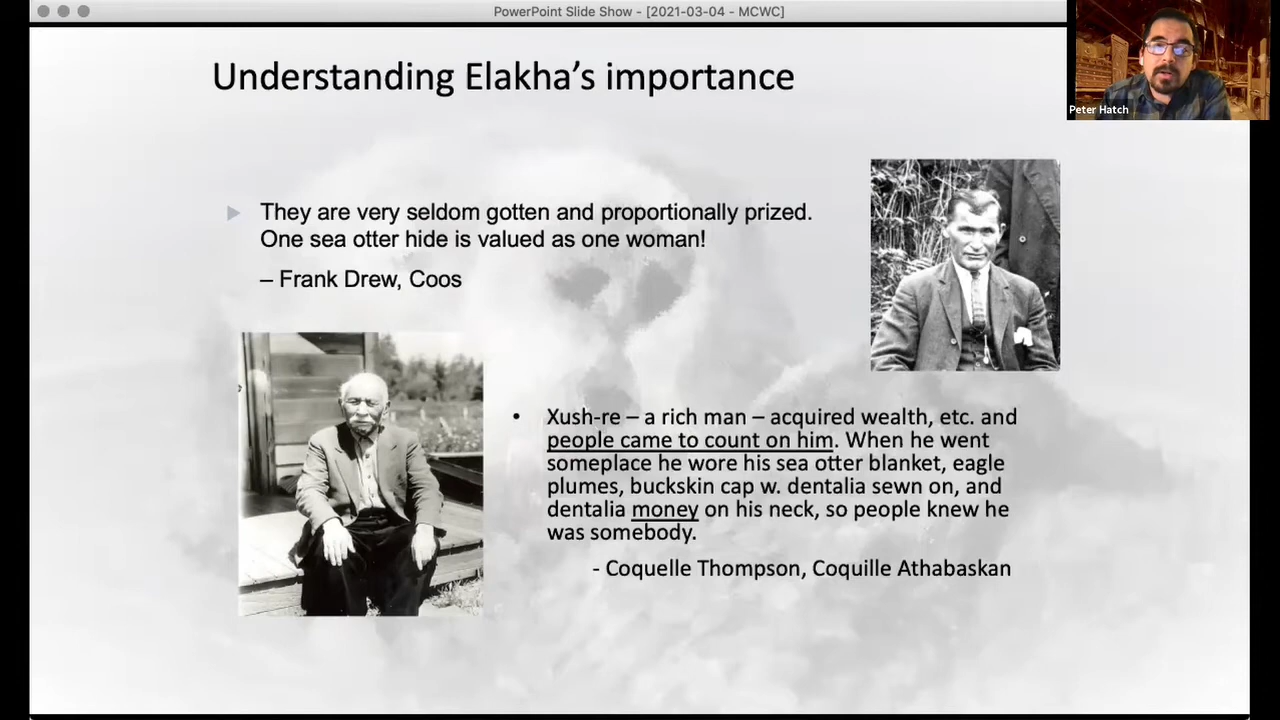 PowerPoint Slide Show - [2021-03-04 - MCWC]
Peter Hatch
Understanding Elakha’s importance
They are very seldom gotten and proportionally prized.
One sea otter hide is valued as one woman!
– Frank Drew, Coos
Xush-re – a rich man – acquired wealth, etc. and
people came to count on him. When he went
someplace he wore his sea otter blanket, eagle
plumes, buckskin cap w. dentalia sewn on, and
dentalia money on his neck, so people knew he
was somebody.
- Coquelle Thompson, Coquille Athabaskan